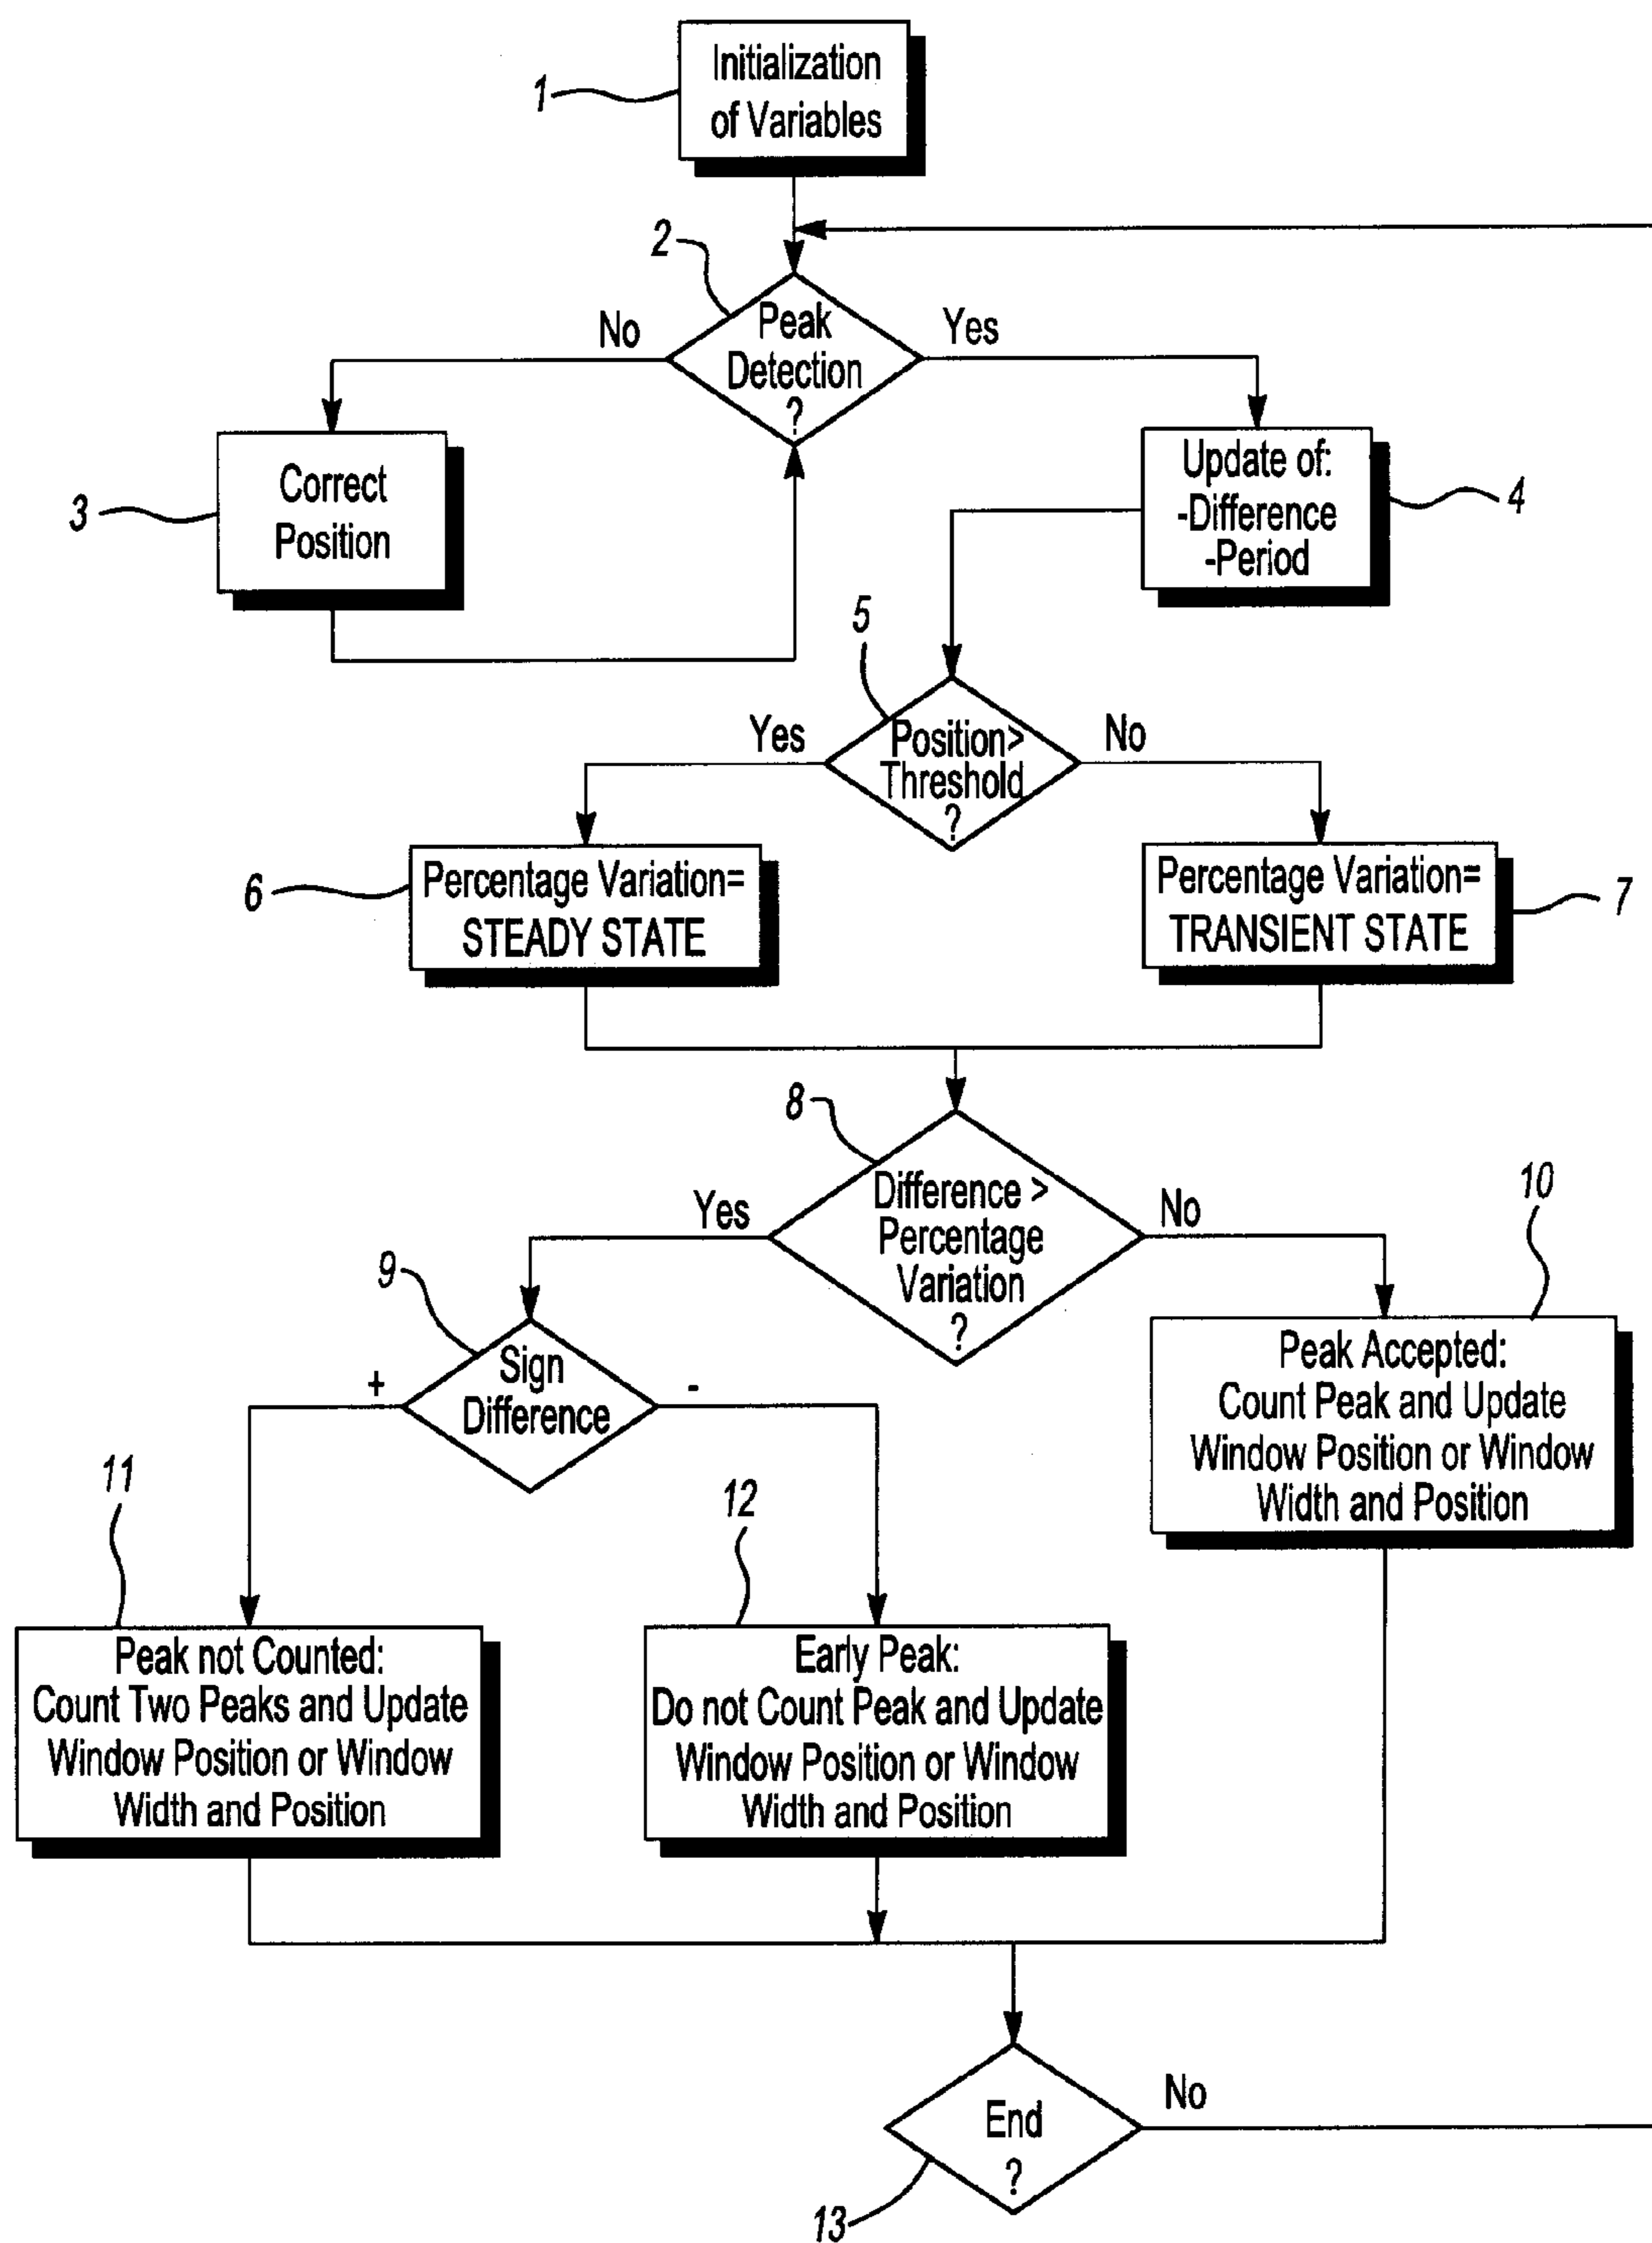 1
Initialization
of Variables
2
No
Peak
Detection
?
Yes
3
Correct
Position
Update of:
-Difference
-Period
4
5
Yes
Position>
Threshold
?
No
6
Percentage Variation=
STEADY STATE
Percentage Variation=
TRANSIENT STATE
7
8
Yes
Difference >
Percentage
Variation
?
No
9
+
Sign
Difference
-
10
Peak Accepted:
Count Peak and Update
Window Position or Window
Width and Position
11
Peak not Counted:
Count Two Peaks and Update
Window Position or Window
Width and Position
12
Early Peak:
Do not Count Peak and Update
Window Position or Window
Width and Position
End
?
No
13